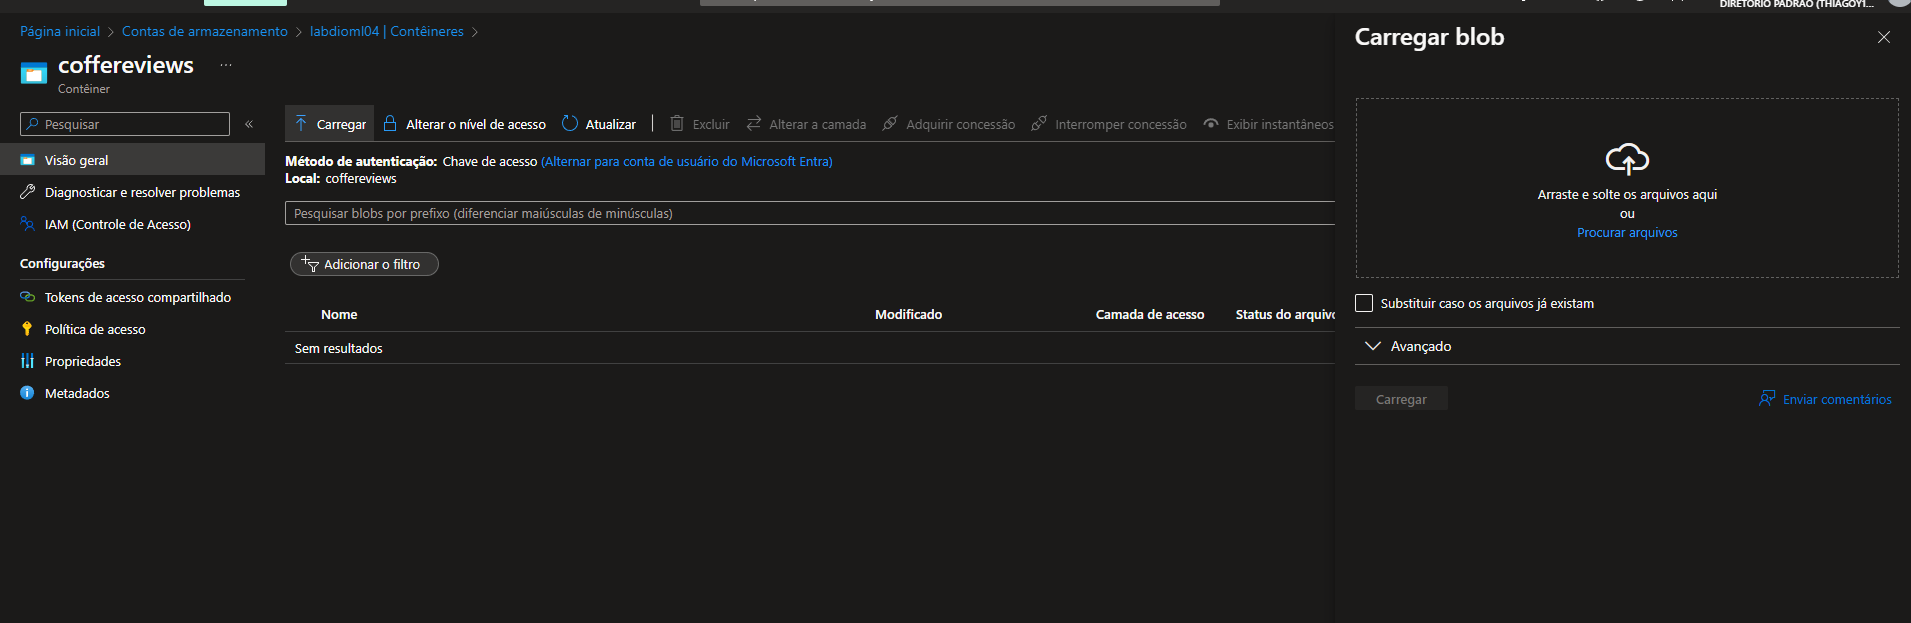 DIRETÓRIO PADRÃO (THIAGOY1...
Página inicial > Contas de armazenamento > labdioml04 | Contêineres >
coffereviews ...
Contêiner
Pesquisar
«
Visão geral
Diagnosticar e resolver problemas
IAM (Controle de Acesso)
Configurações
Tokens de acesso compartilhado
Política de acesso
Propriedades
Metadados
Carregar Alterar o nível de acesso Atualizar | Excluir Alterar a camada Adquirir concessão Interromper concessão Exibir instantâneos
Método de autenticação: Chave de acesso (Alternar para conta de usuário do Microsoft Entra)
Local: coffereviews
Pesquisar blobs por prefixo (diferenciar maiúsculas de minúsculas)
Adicionar o filtro
Nome Modificado Camada de acesso Status do arquivo
Sem resultados
Carregar blob
Arraste e solte os arquivos aqui
ou
Procurar arquivos
Substituir caso os arquivos já existam
Avançado
Carregar
Enviar comentários